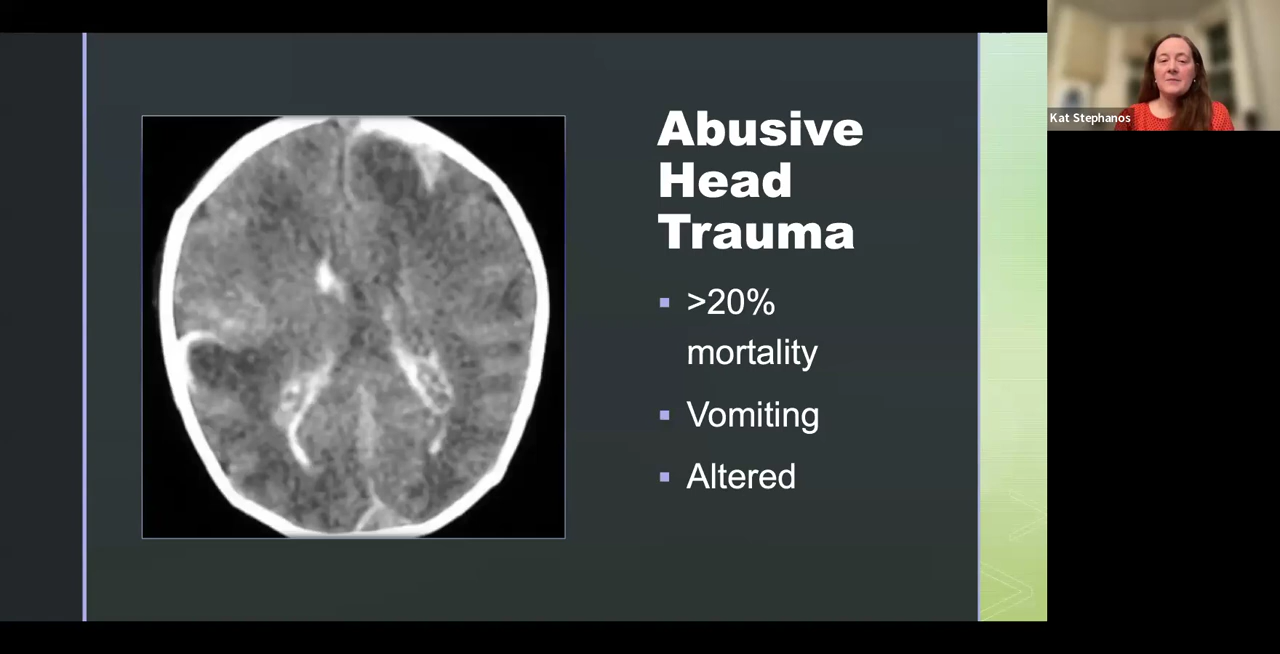 Kat Stephanos
Abusive
Head
Trauma
>20%
mortality
Vomiting
Altered